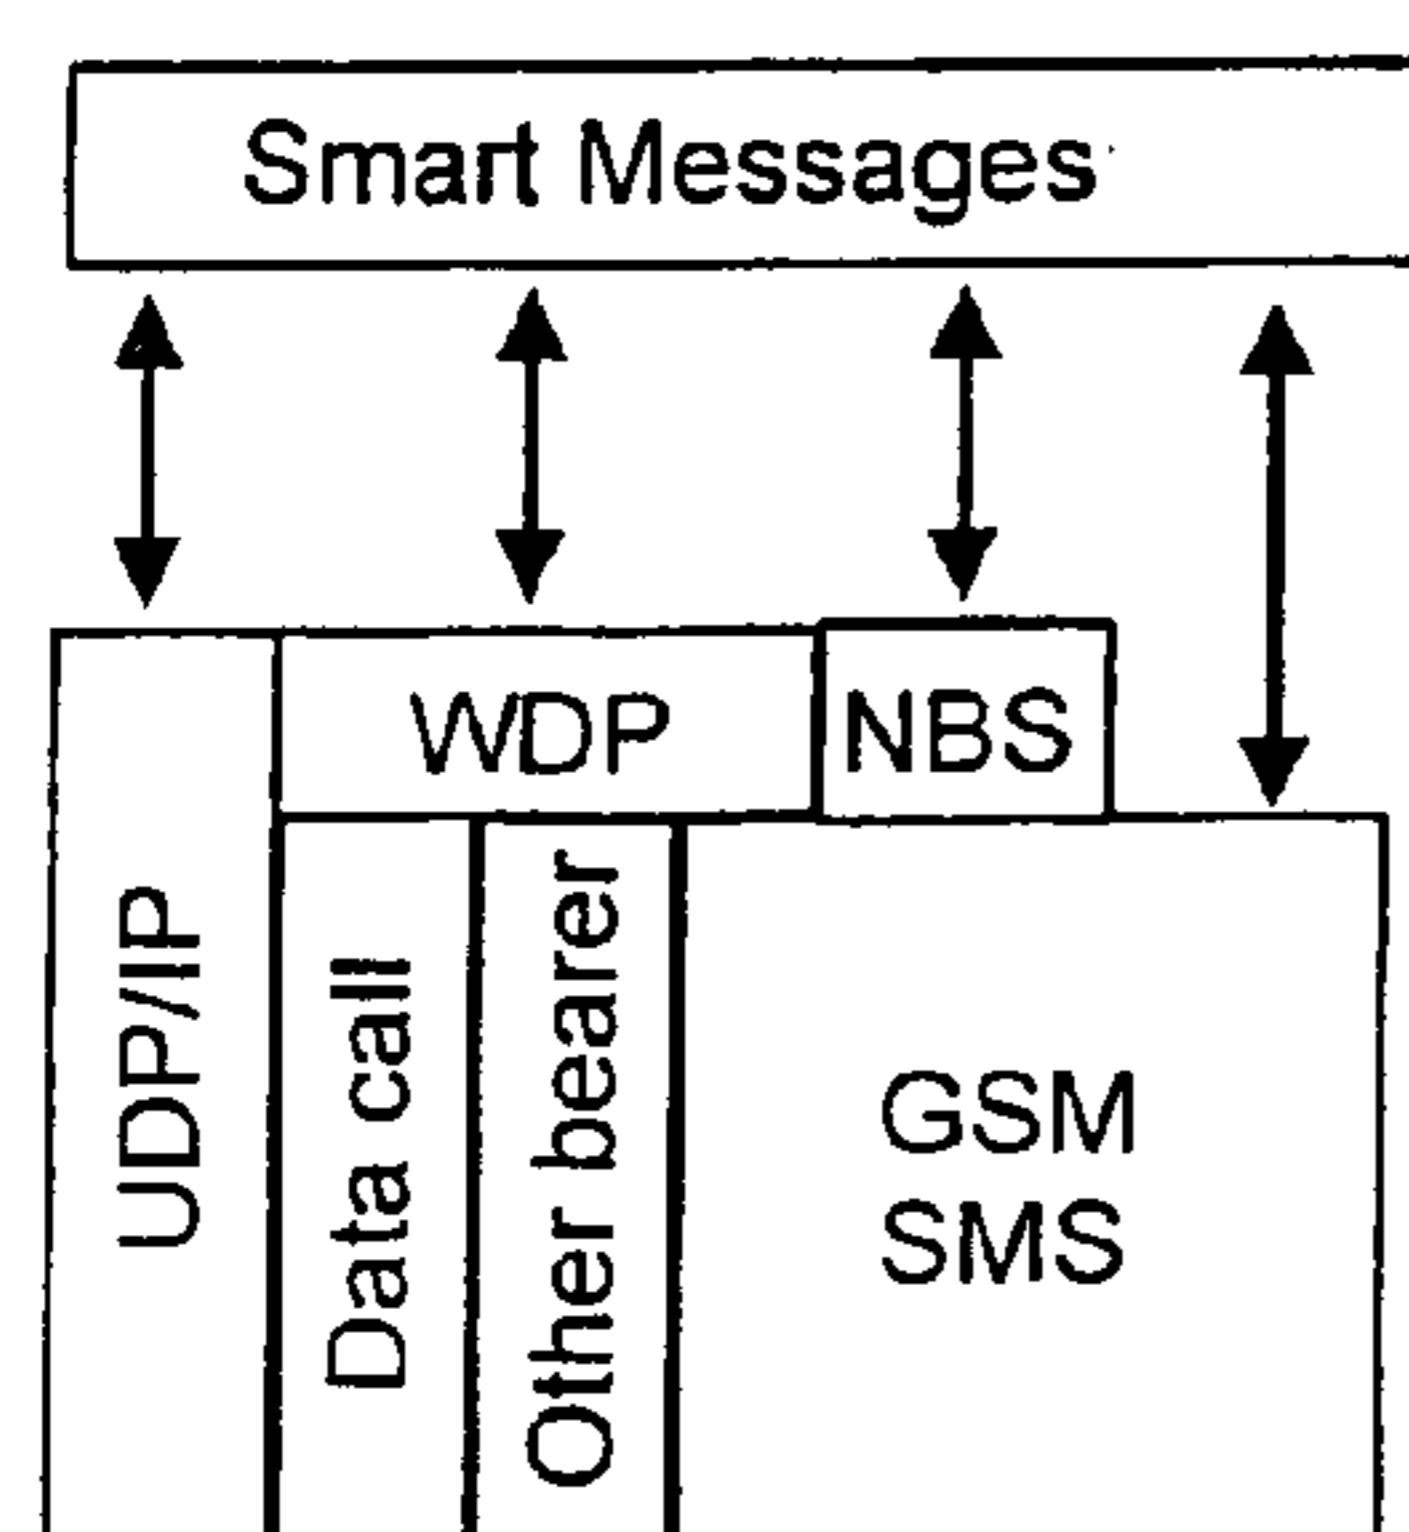 Smart Messages
WDP
NBS
UDP/IP
Data call
Other bearer
GSM
SMS